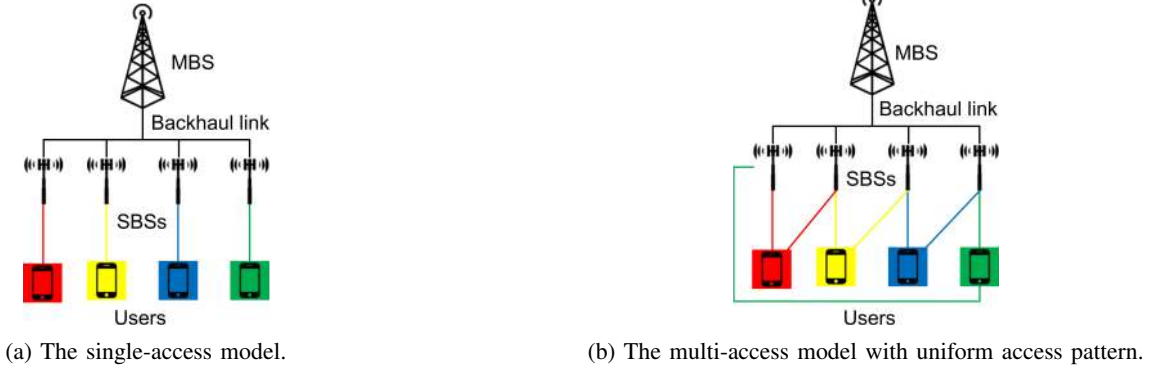 MBS
Backhaul link
SBSs
Users
(a) The single-access model.
MBS
Backhaul link
SBSs
Users
(b) The multi-access model with uniform access pattern.